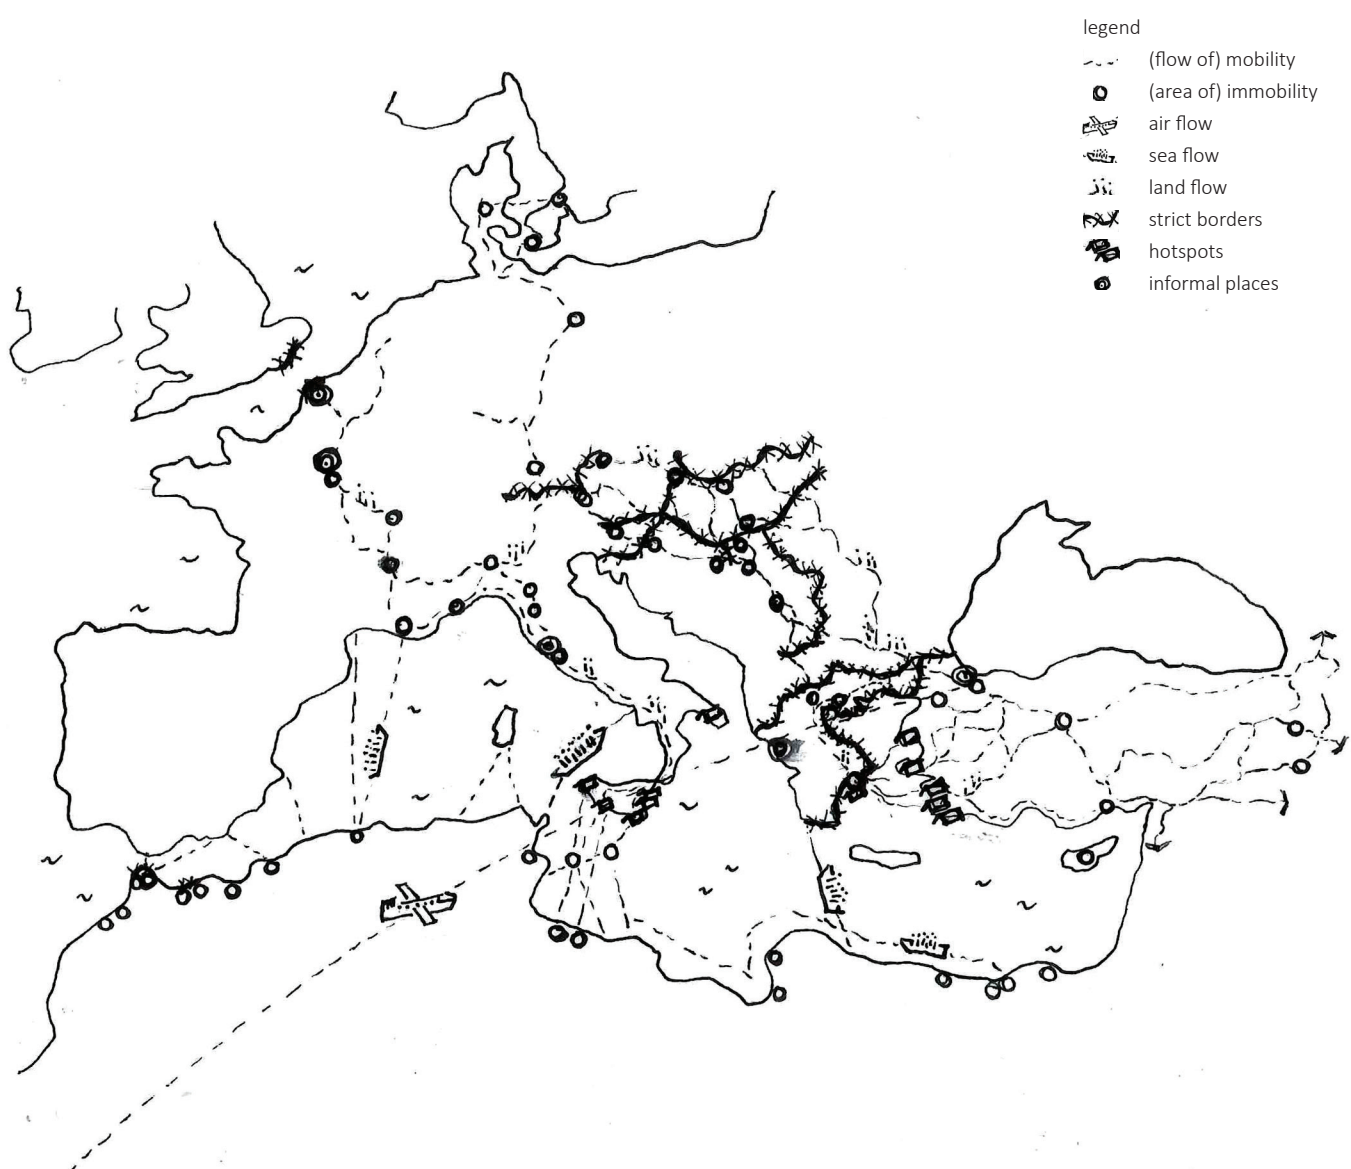 legend
(flow of) mobility
(area of) immobility
air flow
sea flow
land flow
strict borders
hotspots
informal places